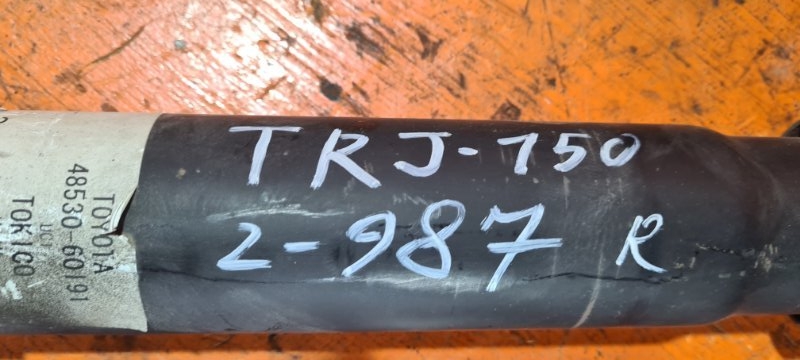 TRJ-150
2-987 R
TOYOTA
48530-60191
TOKICO